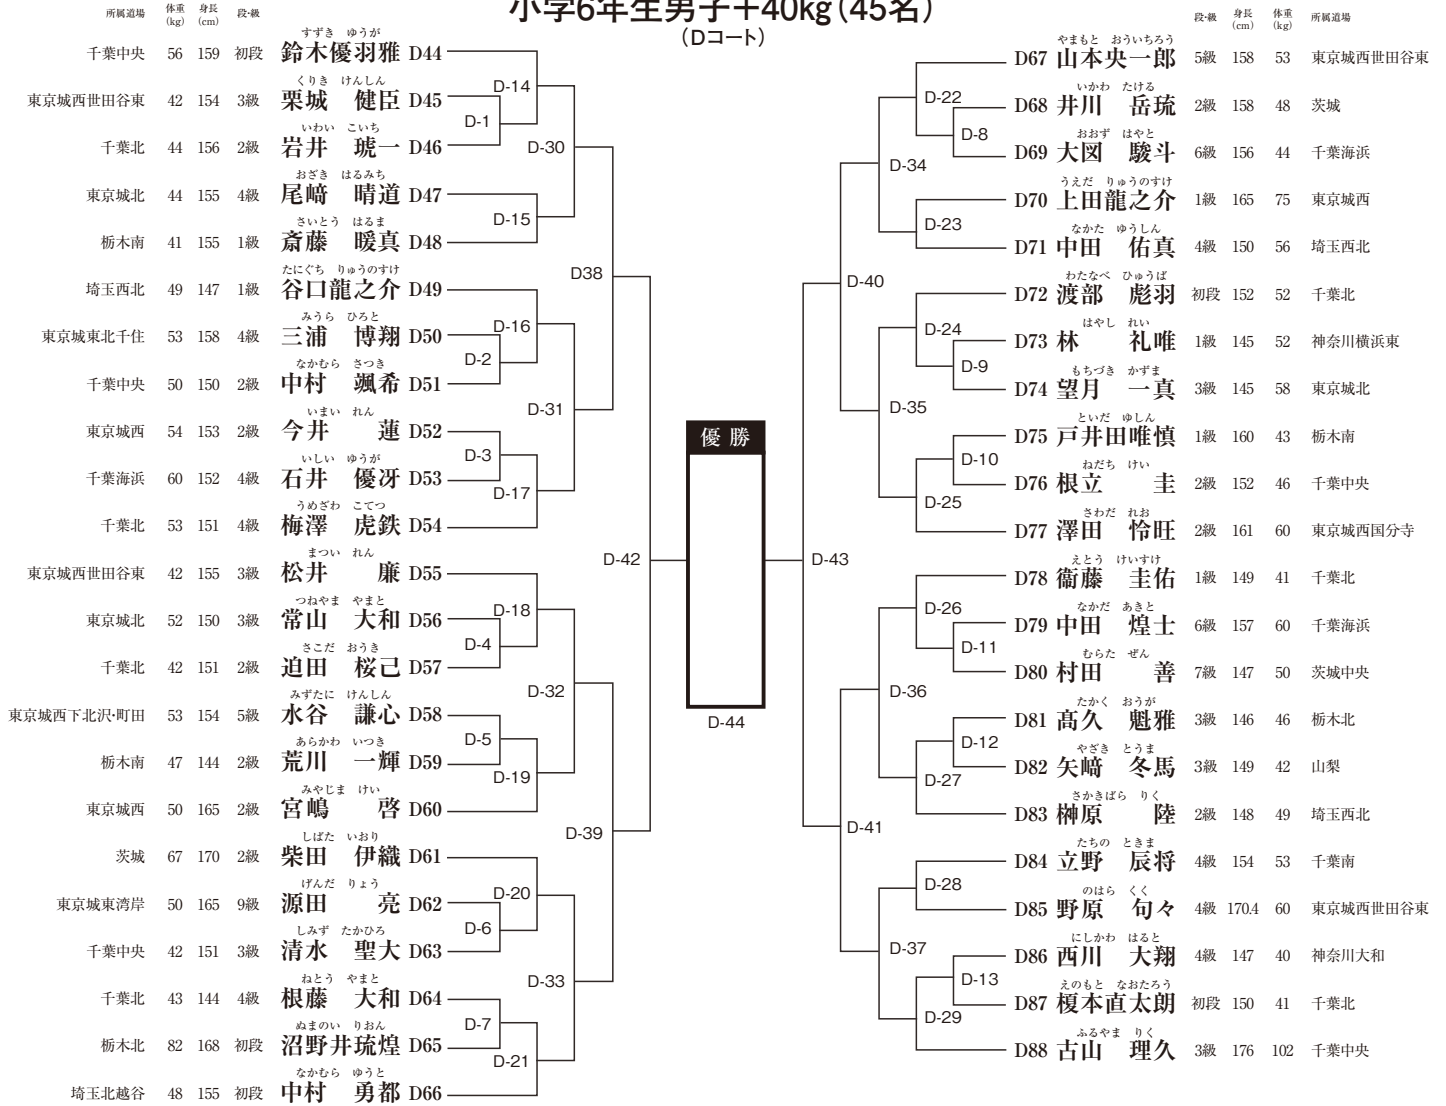 小学6年生男子＋40kg（45名）
（Dコート）
所属道場 体重(kg) 身長(cm) 段・級
すずき ゆうが
千葉中央 56 159 初段 鈴木優羽雅 D44
くりき けんしん
東京城西世田谷東 42 154 3級 栗城 健臣 D45
いわい こいち
千葉北 44 156 2級 岩井 琥一 D46
おざき はるみち
東京城北 44 155 4級 尾﨑 晴道 D47
さいとう はるま
栃木南 41 155 1級 斎藤 暖真 D48
たにぐち りゅうのすけ
埼玉西北 49 147 1級 谷口龍之介 D49
みうら ひろと
東京城東北千住 53 158 4級 三浦 博翔 D50
なかむら さつき
千葉中央 50 150 2級 中村 颯希 D51
いまい れん
東京城西 54 153 2級 今井 蓮 D52
いしい ゆうが
千葉海浜 60 152 4級 石井 優冴 D53
うめざわ こてつ
千葉北 53 151 4級 梅澤 虎鉄 D54
まつい れん
東京城西世田谷東 42 155 3級 松井 廉 D55
つねやま やまと
東京城北 52 150 3級 常山 大和 D56
さこだ おうき
千葉北 42 151 2級 迫田 桜己 D57
みずたに けんしん
東京城西下北沢・町田 53 154 5級 水谷 謙心 D58
あらかわ いつき
栃木南 47 144 2級 荒川 一輝 D59
みやじま けい
東京城西 50 165 2級 宮嶋 啓 D60
しばた いおり
茨城 67 170 2級 柴田 伊織 D61
げんだ りょう
東京城東湾岸 50 165 9級 源田 亮 D62
しみず たかひろ
千葉中央 42 151 3級 清水 聖大 D63
ねとう やまと
千葉北 43 144 4級 根藤 大和 D64
ぬまのい りおん
栃木北 82 168 初段 沼野井琉煌 D65
なかむら ゆうと
埼玉北越谷 48 155 初段 中村 勇都 D66
D-14
D-1
D-30
D-15
D38
D-16
D-2
D-31
D-3
D-17
D-42
D-18
D-4
D-32
D-5
D-19
D-39
D-20
D-6
D-33
D-7
D-21
優勝
D-44
段・級 身長(cm) 体重(kg) 所属道場
やまもと おういちろう
D67 山本央一郎 5級 158 53 東京城西世田谷東
いかわ たける
D68 井川 岳琉 2級 158 48 茨城
おおず はやと
D69 大図 駿斗 6級 156 44 千葉海浜
うえだ りゅうのすけ
D70 上田龍之介 1級 165 75 東京城西
なかた ゆうしん
D71 中田 佑真 4級 150 56 埼玉西北
わたなべ ひゅうば
D72 渡部 彪羽 初段 152 52 千葉北
はやし れい
D73 林 礼唯 1級 145 52 神奈川横浜東
もちづき かずま
D74 望月 一真 3級 145 58 東京城北
といだ ゆしん
D75 戸井田唯慎 1級 160 43 栃木南
ねだち けい
D76 根立 圭 2級 152 46 千葉中央
さわだ れお
D77 澤田 怜旺 2級 161 60 東京城西国分寺
えとう けいすけ
D78 衞藤 圭佑 1級 149 41 千葉北
なかだ あきと
D79 中田 煌士 6級 157 60 千葉海浜
むらた ぜん
D80 村田 善 7級 147 50 茨城中央
たかく おうが
D81 髙久 魁雅 3級 146 46 栃木北
やざき とうま
D82 矢﨑 冬馬 3級 149 42 山梨
さかきばら りく
D83 榊原 陸 2級 148 49 埼玉西北
たちの ときま
D84 立野 辰将 4級 154 53 千葉南
のはら くく
D85 野原 句々 4級 170.4 60 東京城西世田谷東
にしかわ はると
D86 西川 大翔 4級 147 40 神奈川大和
えのもと なおたろう
D87 榎本直太朗 初段 150 41 千葉北
ふるやま りく
D88 古山 理久 3級 176 102 千葉中央
D-22
D-8
D-34
D-23
D-40
D-24
D-9
D-35
D-10
D-25
D-43
D-26
D-11
D-36
D-12
D-27
D-41
D-28
D-37
D-13
D-29